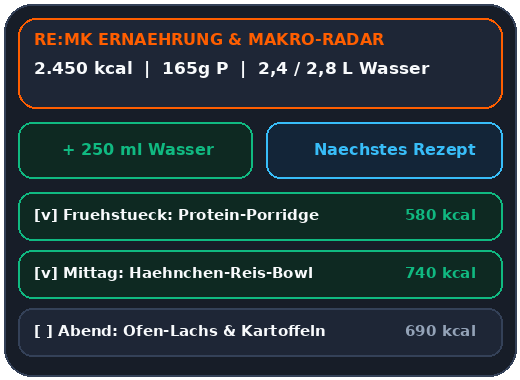 RE:MK ERNAEHRUNG & MAKRO-RADAR
2.450 kcal | 165g P | 2,4 / 2,8 L Wasser
+ 250 ml Wasser
Naechstes Rezept
[v] Fruehstueck: Protein-Porridge 580 kcal
[v] Mittag: Haehnchen-Reis-Bowl 740 kcal
[ ] Abend: Ofen-Lachs & Kartoffeln 690 kcal